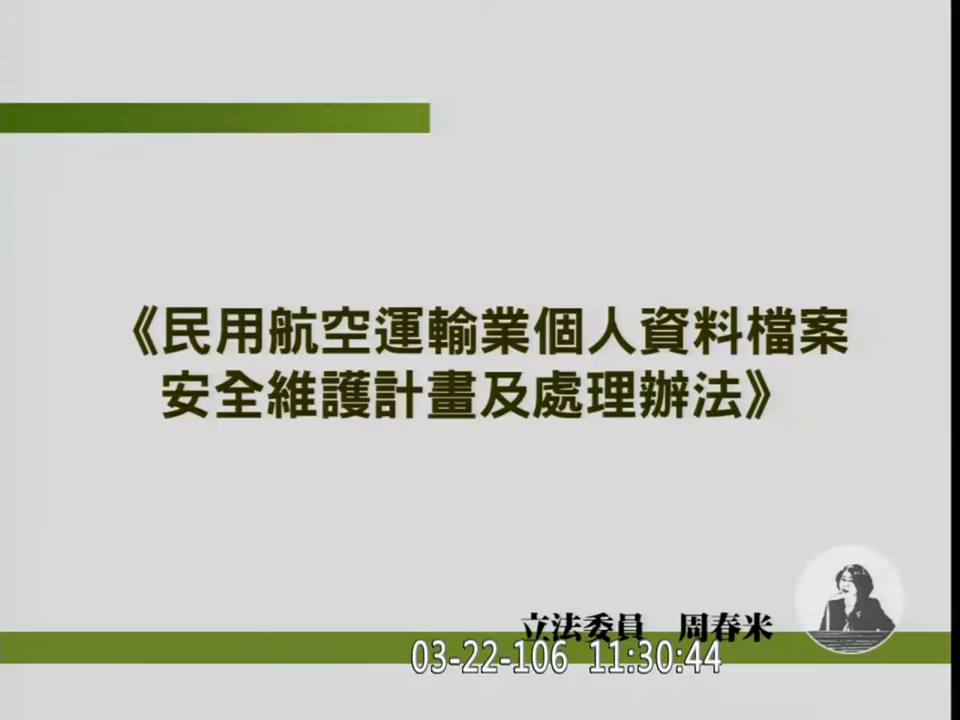 《民用航空運輸業個人資料檔案
安全維護計畫及處理辦法》
立法委員 周春米
03-22-106 11:30:44